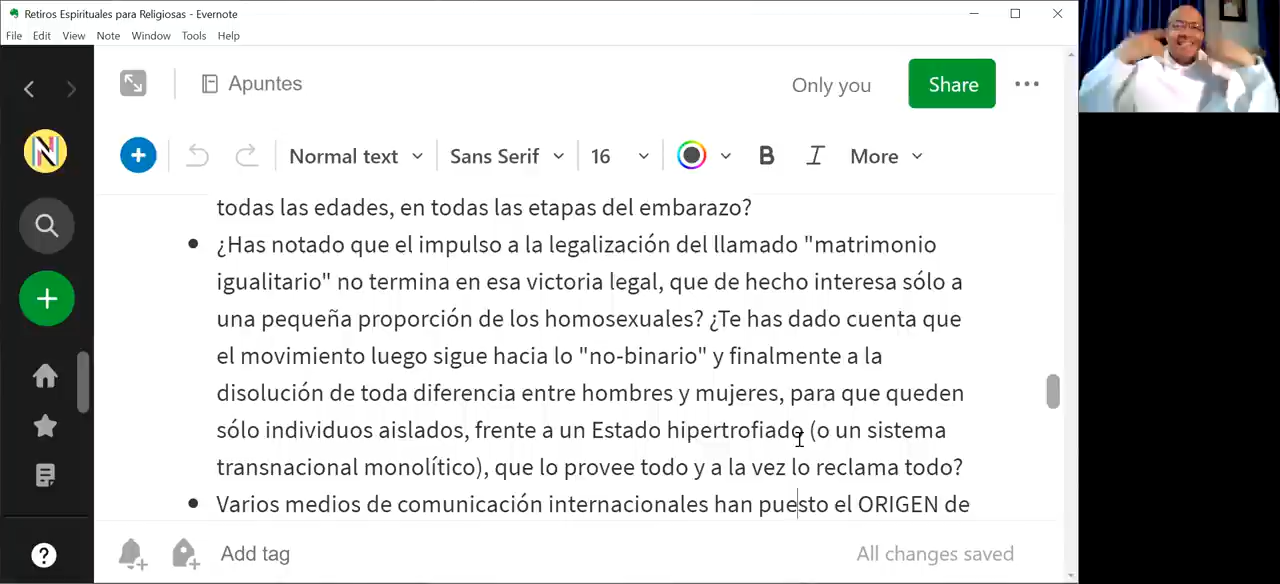 Retiros Espirituales para Religiosas - Evernote
File Edit View Note Window Tools Help
Apuntes
Only you
Share
Normal text
Sans Serif
16
B
I
More
todas las edades, en todas las etapas del embarazo?
¿Has notado que el impulso a la legalización del llamado "matrimonio
igualitario" no termina en esa victoria legal, que de hecho interesa sólo a
una pequeña proporción de los homosexuales? ¿Te has dado cuenta que
el movimiento luego sigue hacia lo "no-binario" y finalmente a la
disolución de toda diferencia entre hombres y mujeres, para que queden
sólo individuos aislados, frente a un Estado hipertrofiado (o un sistema
transnacional monolítico), que lo provee todo y a la vez lo reclama todo?
Varios medios de comunicación internacionales han puesto el ORIGEN de
Add tag
All changes saved
N
?